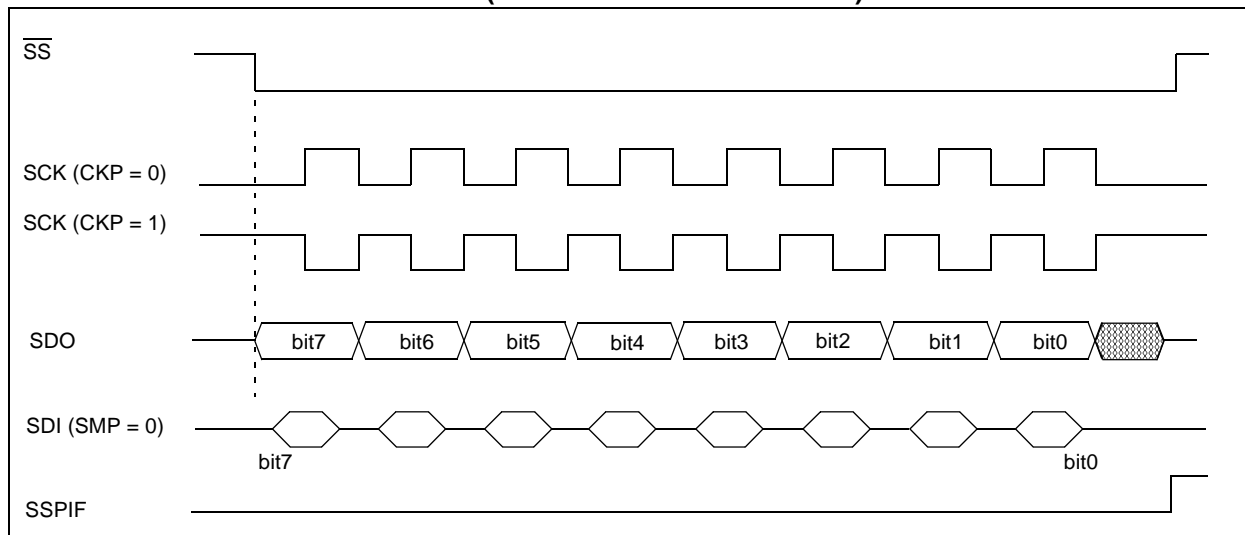 SS
SCK (CKP = 0)
SCK (CKP = 1)
SDO
bit7 bit6 bit5 bit4 bit3 bit2 bit1 bit0
SDI (SMP = 0)
bit7 bit0
SSPIF